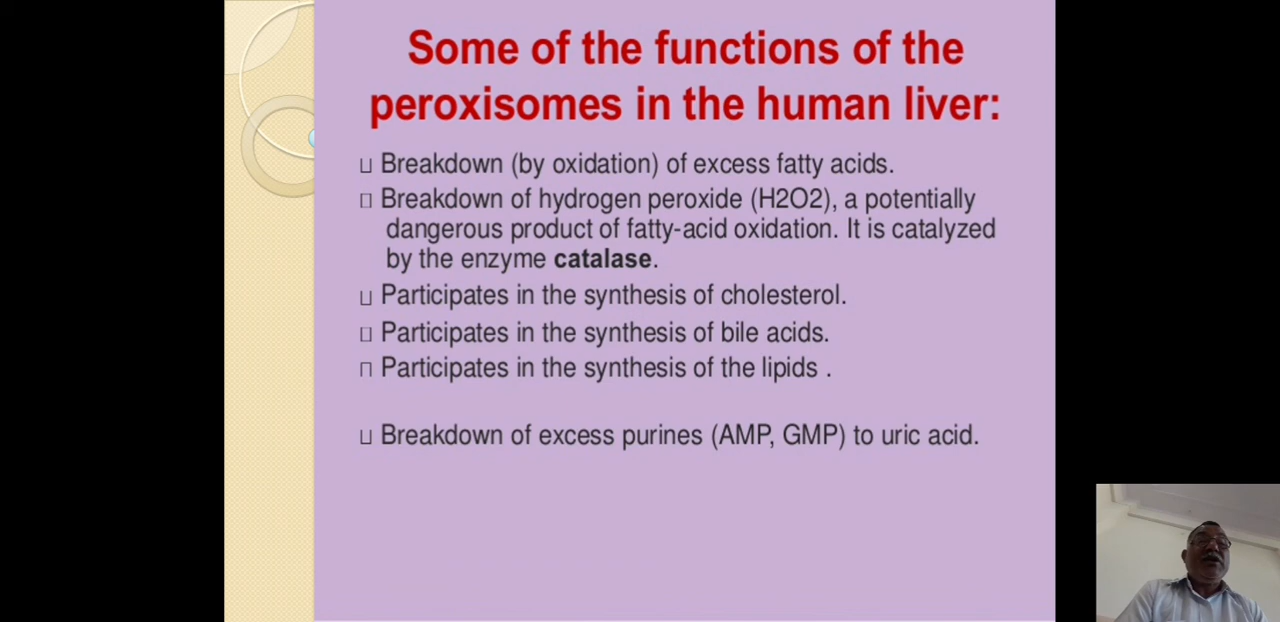 Some of the functions of the
peroxisomes in the human liver:
Breakdown (by oxidation) of excess fatty acids.
Breakdown of hydrogen peroxide (H2O2), a potentially
dangerous product of fatty-acid oxidation. It is catalyzed
by the enzyme catalase.
Participates in the synthesis of cholesterol.
Participates in the synthesis of bile acids.
Participates in the synthesis of the lipids .
Breakdown of excess purines (AMP, GMP) to uric acid.